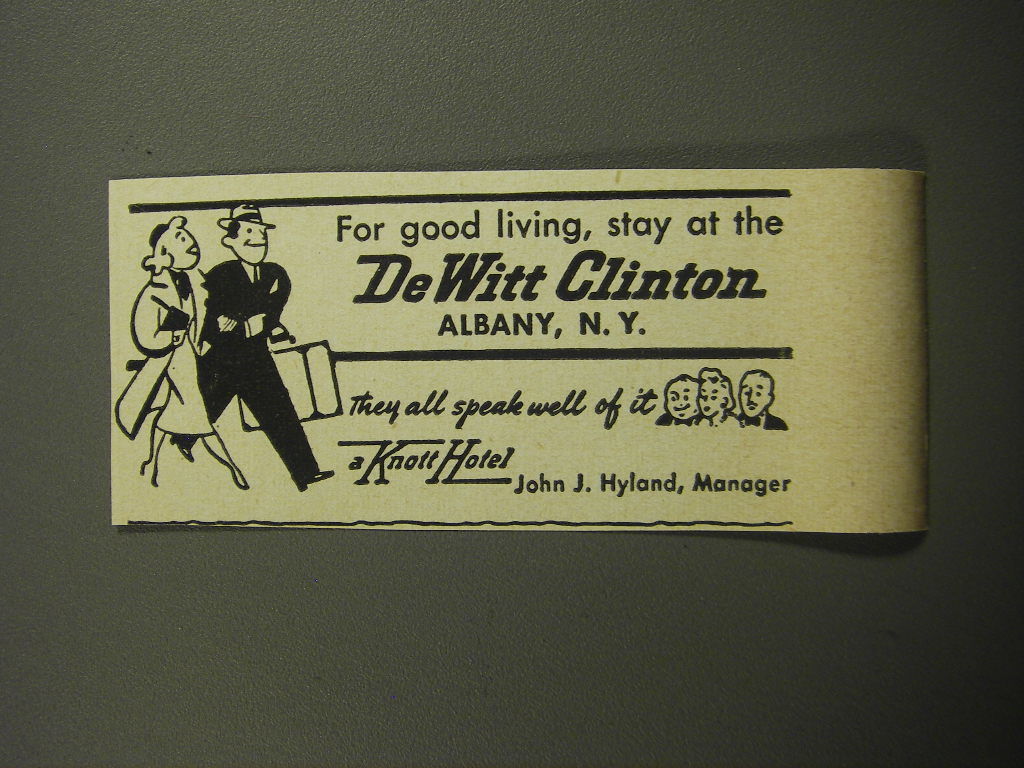 For good living, stay at the
DeWitt Clinton
ALBANY, N. Y.
They all speak well of it
a Knott Hotel
John J. Hyland, Manager